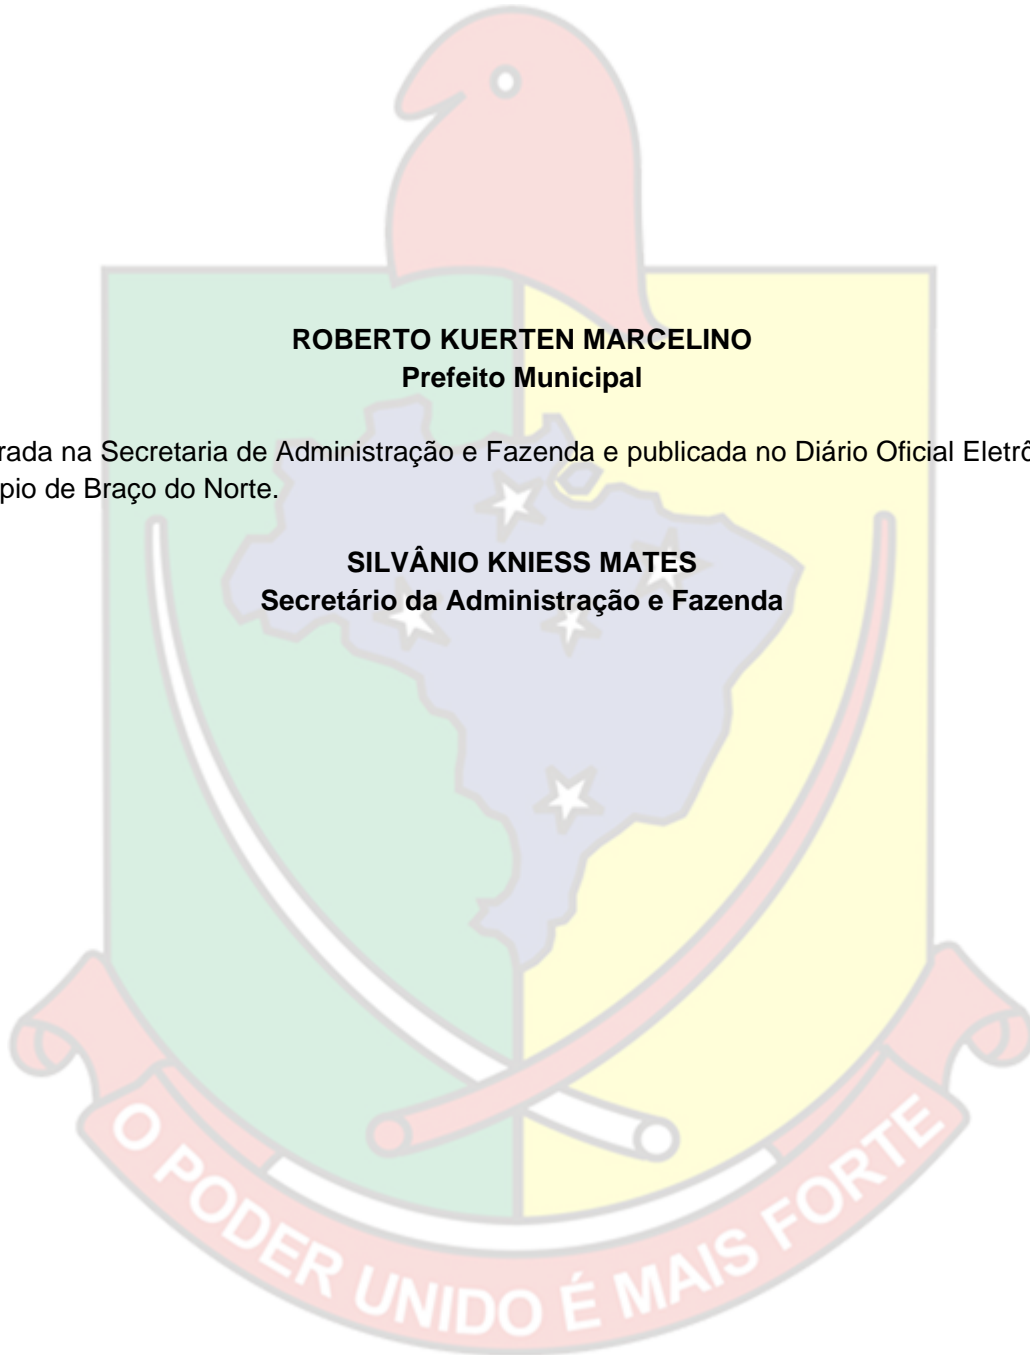 ROBERTO KUERTEN MARCELINO
Prefeito Municipal
rada na Secretaria de Administração e Fazenda e publicada no Diário Oficial Eletrô
pio de Braço do Norte.
SILVÂNIO KNIESS MATES
Secretário da Administração e Fazenda
O PODER UNIDO É MAIS FORTE